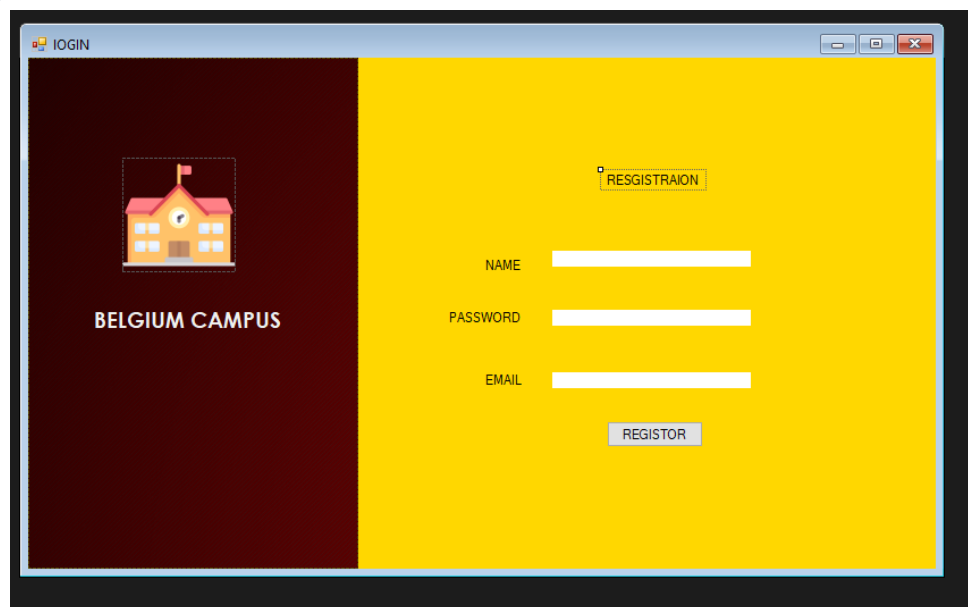 IOGIN
BELGIUM CAMPUS
RESGISTRAION
NAME
PASSWORD
EMAIL
REGISTOR